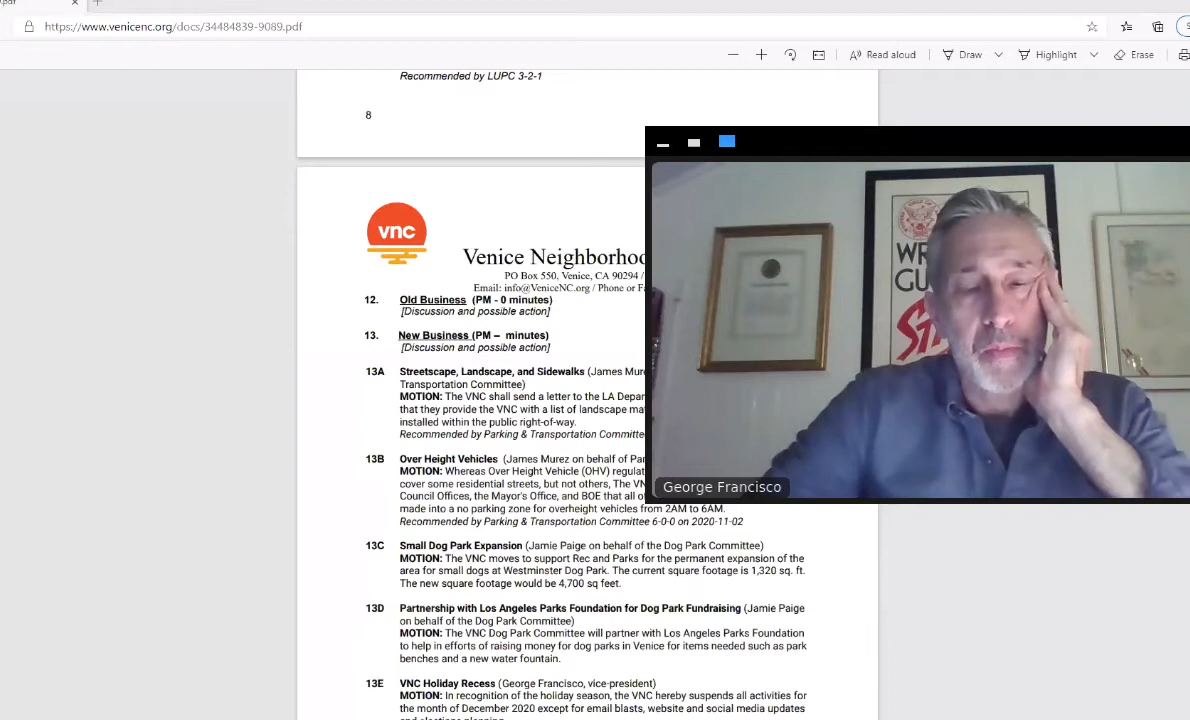 .pdf
https://www.venicenc.org/docs/34484839-9089.pdf
Read aloud
Draw
Highlight
Erase
Recommended by LUPC 3-2-1
8
vnc
Venice Neighborhoo
PO Box 550, Venice, CA 90294 /
Email: info@VeniceNC.org / Phone or Fa
12. Old Business (PM - 0 minutes)
[Discussion and possible action]
13. New Business (PM – minutes)
[Discussion and possible action]
13A Streetscape, Landscape, and Sidewalks (James Mur
Transportation Committee)
MOTION: The VNC shall send a letter to the LA Depar
that they provide the VNC with a list of landscape ma
installed within the public right-of-way.
Recommended by Parking & Transportation Committe
13B Over Height Vehicles (James Murez on behalf of Par
MOTION: Whereas Over Height Vehicle (OHV) regulat
cover some residential streets, but not others, The VN
Council Offices, the Mayor's Office, and BOE that all of
made into a no parking zone for overheight vehicles from 2AM to 6AM.
Recommended by Parking & Transportation Committee 6-0-0 on 2020-11-02
13C Small Dog Park Expansion (Jamie Paige on behalf of the Dog Park Committee)
MOTION: The VNC moves to support Rec and Parks for the permanent expansion of the
area for small dogs at Westminster Dog Park. The current square footage is 1,320 sq. ft.
The new square footage would be 4,700 sq feet.
13D Partnership with Los Angeles Parks Foundation for Dog Park Fundraising (Jamie Paige
on behalf of the Dog Park Committee)
MOTION: The VNC Dog Park Committee will partner with Los Angeles Parks Foundation
to help in efforts of raising money for dog parks in Venice for items needed such as park
benches and a new water fountain.
13E VNC Holiday Recess (George Francisco, vice-president)
MOTION: In recognition of the holiday season, the VNC hereby suspends all activities for
the month of December 2020 except for email blasts, website and social media updates
and elections planning.
WR
GU
ST
George Francisco